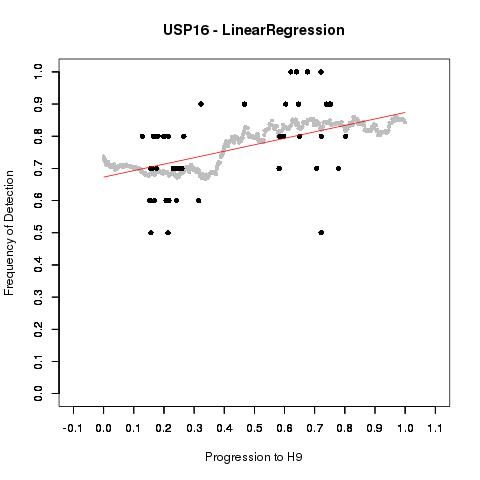 USP16 - LinearRegression
Frequency of Detection
1.0
0.9
0.8
0.7
0.6
0.5
0.4
0.3
0.2
0.1
0.0
-0.1 0.0 0.1 0.2 0.3 0.4 0.5 0.6 0.7 0.8 0.9 1.0 1.1
Progression to H9